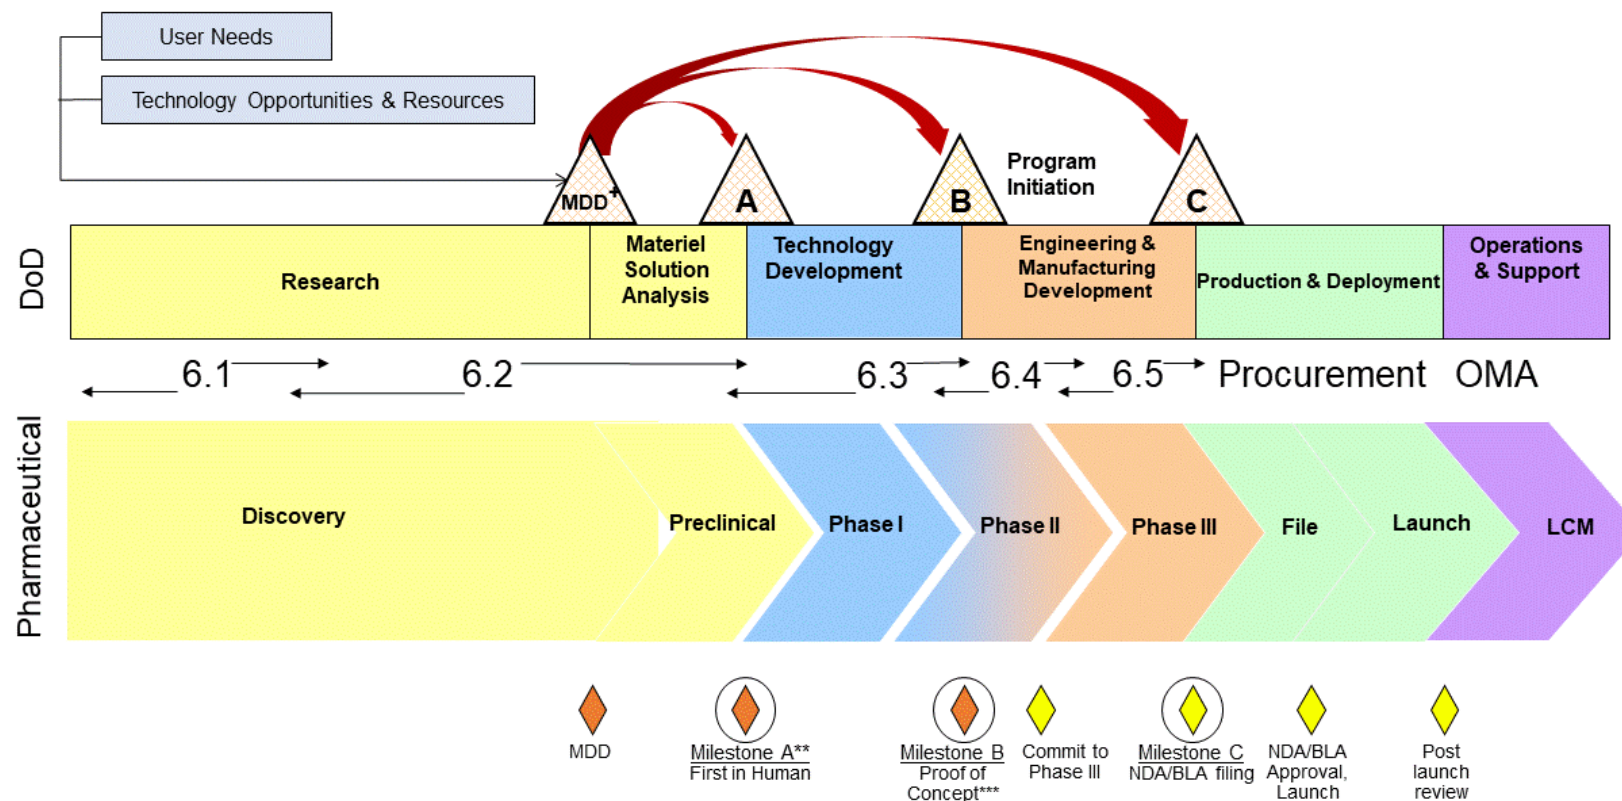 User Needs
Technology Opportunities & Resources
MDD+
A
B
Program
Initiation
C
DoD
Research
Materiel
Solution
Analysis
Technology
Development
Engineering &
Manufacturing
Development
Production & Deployment
Operations
& Support
6.1
6.2
6.3
6.4
6.5
Procurement
OMA
Pharmaceutical
Discovery
Preclinical
Phase I
Phase II
Phase III
File
Launch
LCM
MDD
Milestone A**
First in Human
Milestone B
Proof of
Concept***
Commit to
Phase III
Milestone C
NDA/BLA filing
NDA/BLA
Approval,
Launch
Post
launch
review